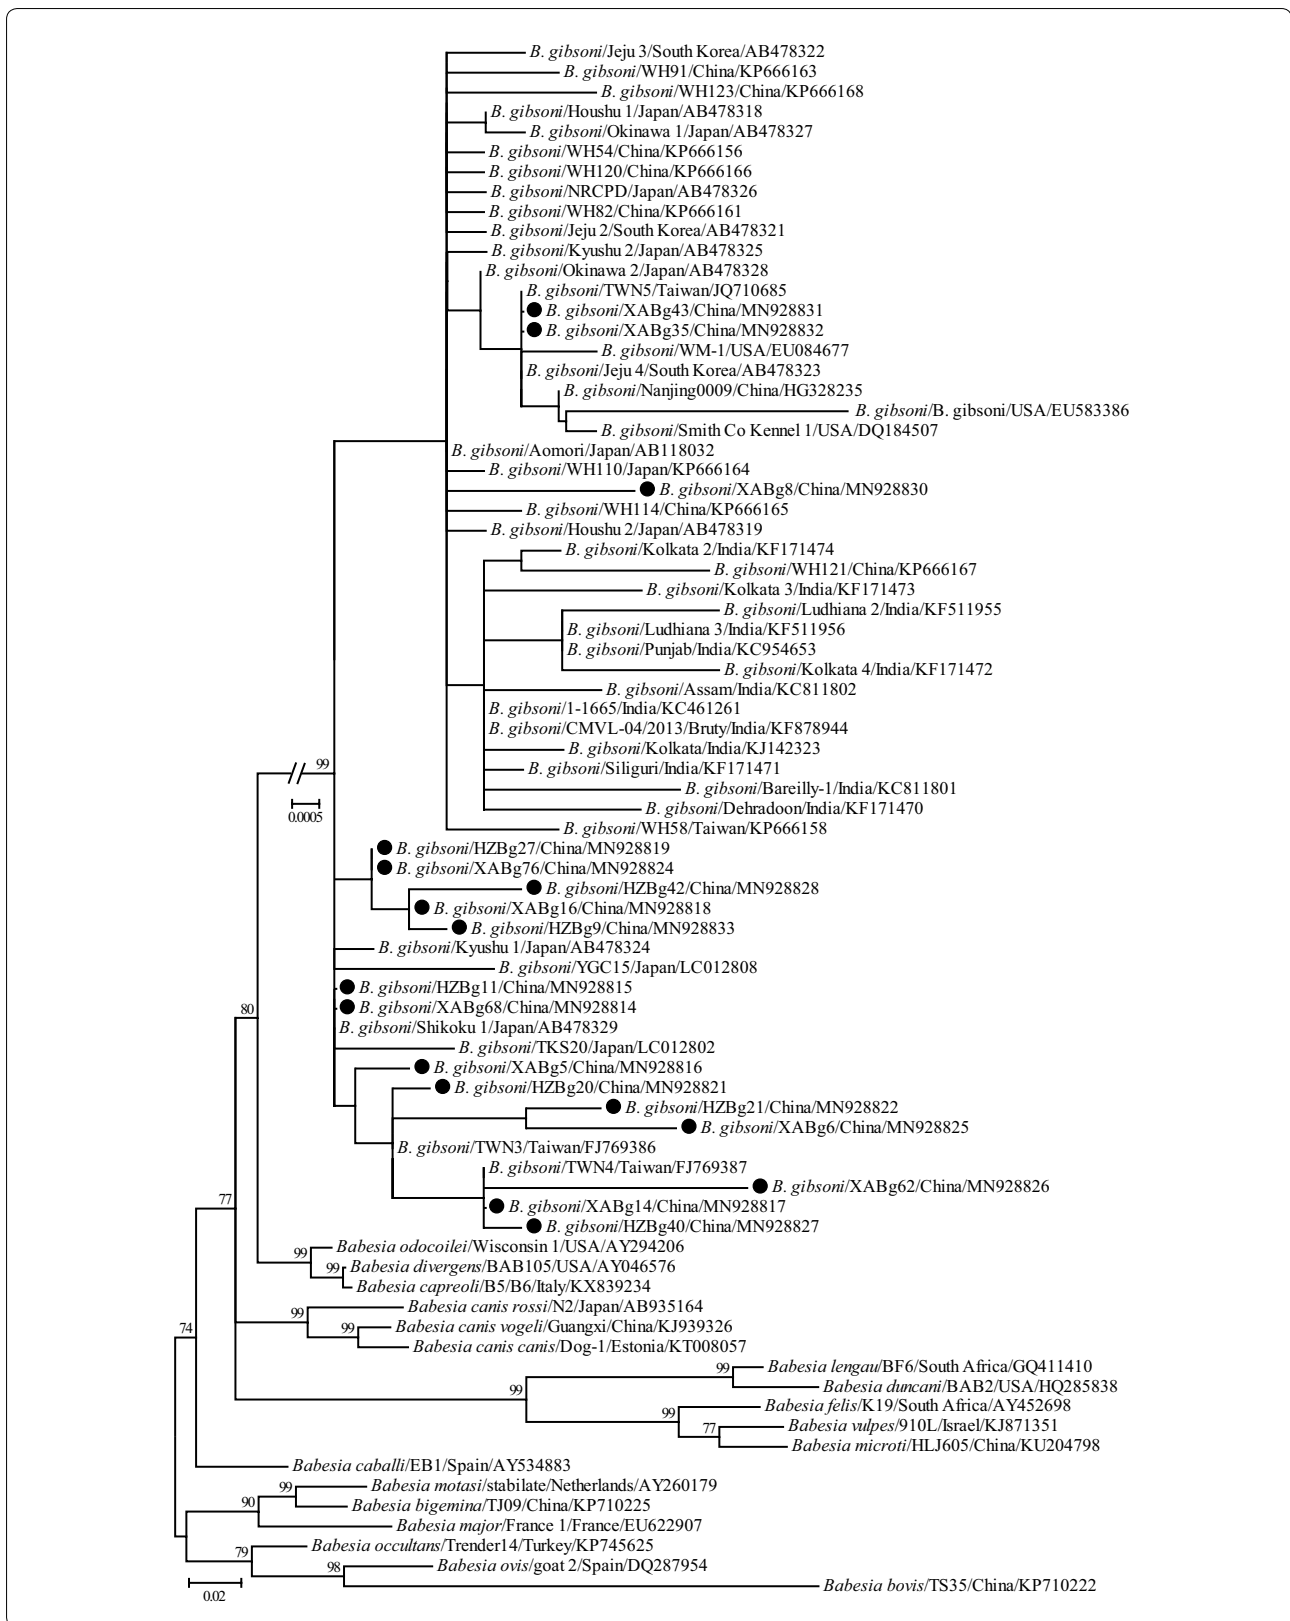 B. gibsoni/Jeju 3/South Korea/AB478322
B. gibsoni/WH91/China/KP666163
B. gibsoni/WH123/China/KP666168
B. gibsoni/Houshu 1/Japan/AB478318
B. gibsoni/Okinawa 1/Japan/AB478327
B. gibsoni/WH54/China/KP666156
B. gibsoni/WH120/China/KP666166
B. gibsoni/NRCPD/Japan/AB478326
B. gibsoni/WH82/China/KP666161
B. gibsoni/Jeju 2/South Korea/AB478321
B. gibsoni/Kyushu 2/Japan/AB478325
B. gibsoni/Okinawa 2/Japan/AB478328
B. gibsoni/TWN5/Taiwan/JQ710685
B. gibsoni/XABg43/China/MN928831
B. gibsoni/XABg35/China/MN928832
B. gibsoni/WM-1/USA/EU084677
B. gibsoni/Jeju 4/South Korea/AB478323
B. gibsoni/Nanjing0009/China/HG328235
B. gibsoni/B. gibsoni/USA/EU583386
B. gibsoni/Smith Co Kennel 1/USA/DQ184507
B. gibsoni/Aomori/Japan/AB118032
B. gibsoni/WH110/Japan/KP666164
B. gibsoni/XABg8/China/MN928830
B. gibsoni/WH114/China/KP666165
B. gibsoni/Houshu 2/Japan/AB478319
B. gibsoni/Kolkata 2/India/KF171474
B. gibsoni/WH121/China/KP666167
B. gibsoni/Kolkata 3/India/KF171473
B. gibsoni/Ludhiana 2/India/KF511955
B. gibsoni/Ludhiana 3/India/KF511956
B. gibsoni/Punjab/India/KC954653
B. gibsoni/Kolkata 4/India/KF171472
B. gibsoni/Assam/India/KC811802
B. gibsoni/1-1665/India/KC461261
B. gibsoni/CMVL-04/2013/Bruty/India/KF878944
B. gibsoni/Kolkata/India/KJ142323
99
B. gibsoni/Siliguri/India/KF171471
B. gibsoni/Bareilly-1/India/KC811801
B. gibsoni/Dehradoon/India/KF171470
0.0005
B. gibsoni/WH58/Taiwan/KP666158
B. gibsoni/HZBg27/China/MN928819
B. gibsoni/XABg76/China/MN928824
B. gibsoni/HZBg42/China/MN928828
B. gibsoni/XABg16/China/MN928818
B. gibsoni/HZBg9/China/MN928833
B. gibsoni/Kyushu 1/Japan/AB478324
B. gibsoni/YGC15/Japan/LC012808
B. gibsoni/HZBg11/China/MN928815
80
B. gibsoni/XABg68/China/MN928814
B. gibsoni/Shikoku 1/Japan/AB478329
B. gibsoni/TKS20/Japan/LC012802
B. gibsoni/XABg5/China/MN928816
B. gibsoni/HZBg20/China/MN928821
B. gibsoni/HZBg21/China/MN928822
B. gibsoni/XABg6/China/MN928825
B. gibsoni/TWN3/Taiwan/FJ769386
B. gibsoni/TWN4/Taiwan/FJ769387
B. gibsoni/XABg62/China/MN928826
77
B. gibsoni/XABg14/China/MN928817
B. gibsoni/HZBg40/China/MN928827
Babesia odocoilei/Wisconsin 1/USA/AY294206
99
99
Babesia divergens/BAB105/USA/AY046576
Babesia capreoli/B5/B6/Italy/KX839234
Babesia canis rossi/N2/Japan/AB935164
99
74
99
Babesia canis vogeli/Guangxi/China/KJ939326
Babesia canis canis/Dog-1/Estonia/KT008057
99
Babesia lengau/BF6/South Africa/GQ411410
99
Babesia duncani/BAB2/USA/HQ285838
Babesia felis/K19/South Africa/AY452698
99
77
Babesia vulpes/910L/Israel/KJ871351
Babesia microti/HLJ605/China/KU204798
Babesia caballi/EB1/Spain/AY534883
99
Babesia motasi/stabilate/Netherlands/AY260179
90
Babesia bigemina/TJ09/China/KP710225
Babesia major/France 1/France/EU622907
Babesia occultans/Trender14/Turkey/KP745625
79
98
Babesia ovis/goat 2/Spain/DQ287954
Babesia bovis/TS35/China/KP710222
0.02